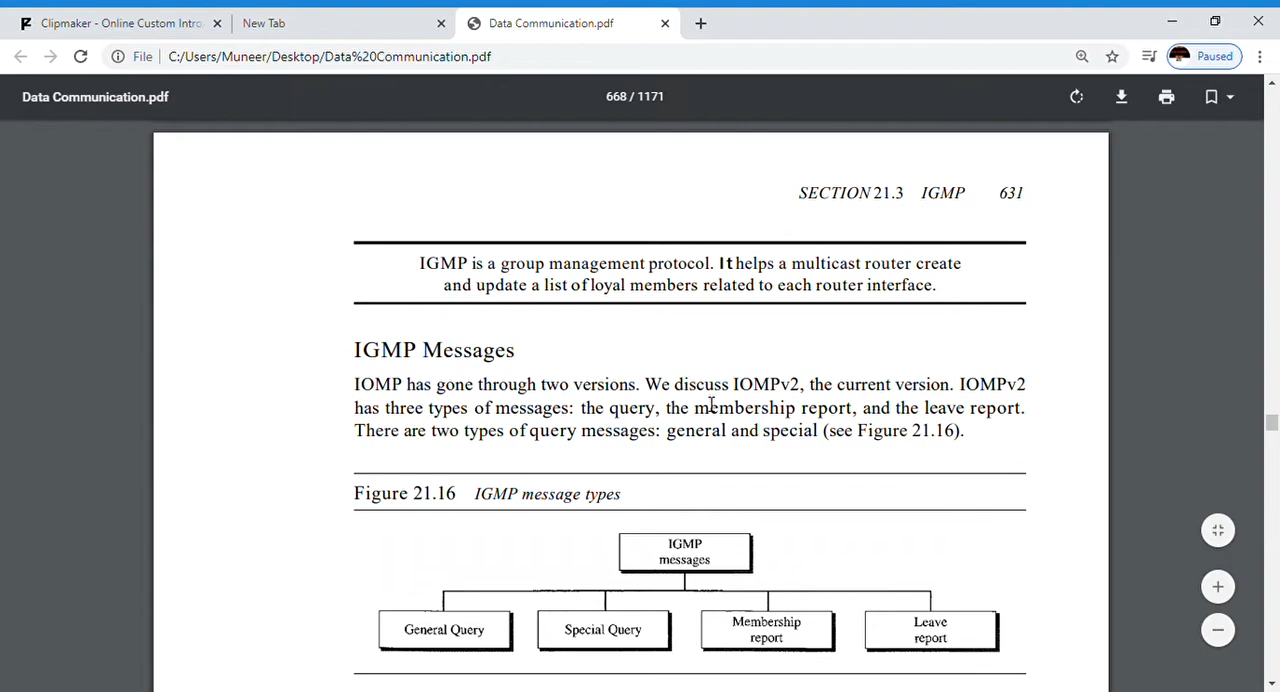 Clipmaker - Online Custom Intro
New Tab
Data Communication.pdf
File C:/Users/Muneer/Desktop/Data%20Communication.pdf
Paused
Data Communication.pdf
668 / 1171
SECTION 21.3 IGMP 631
IGMP is a group management protocol. It helps a multicast router create
and update a list of loyal members related to each router interface.
IGMP Messages
IOMP has gone through two versions. We discuss IOMPv2, the current version. IOMPv2
has three types of messages: the query, the membership report, and the leave report.
There are two types of query messages: general and special (see Figure 21.16).
Figure 21.16 IGMP message types
IGMP
messages
General Query
Special Query
Membership
report
Leave
report